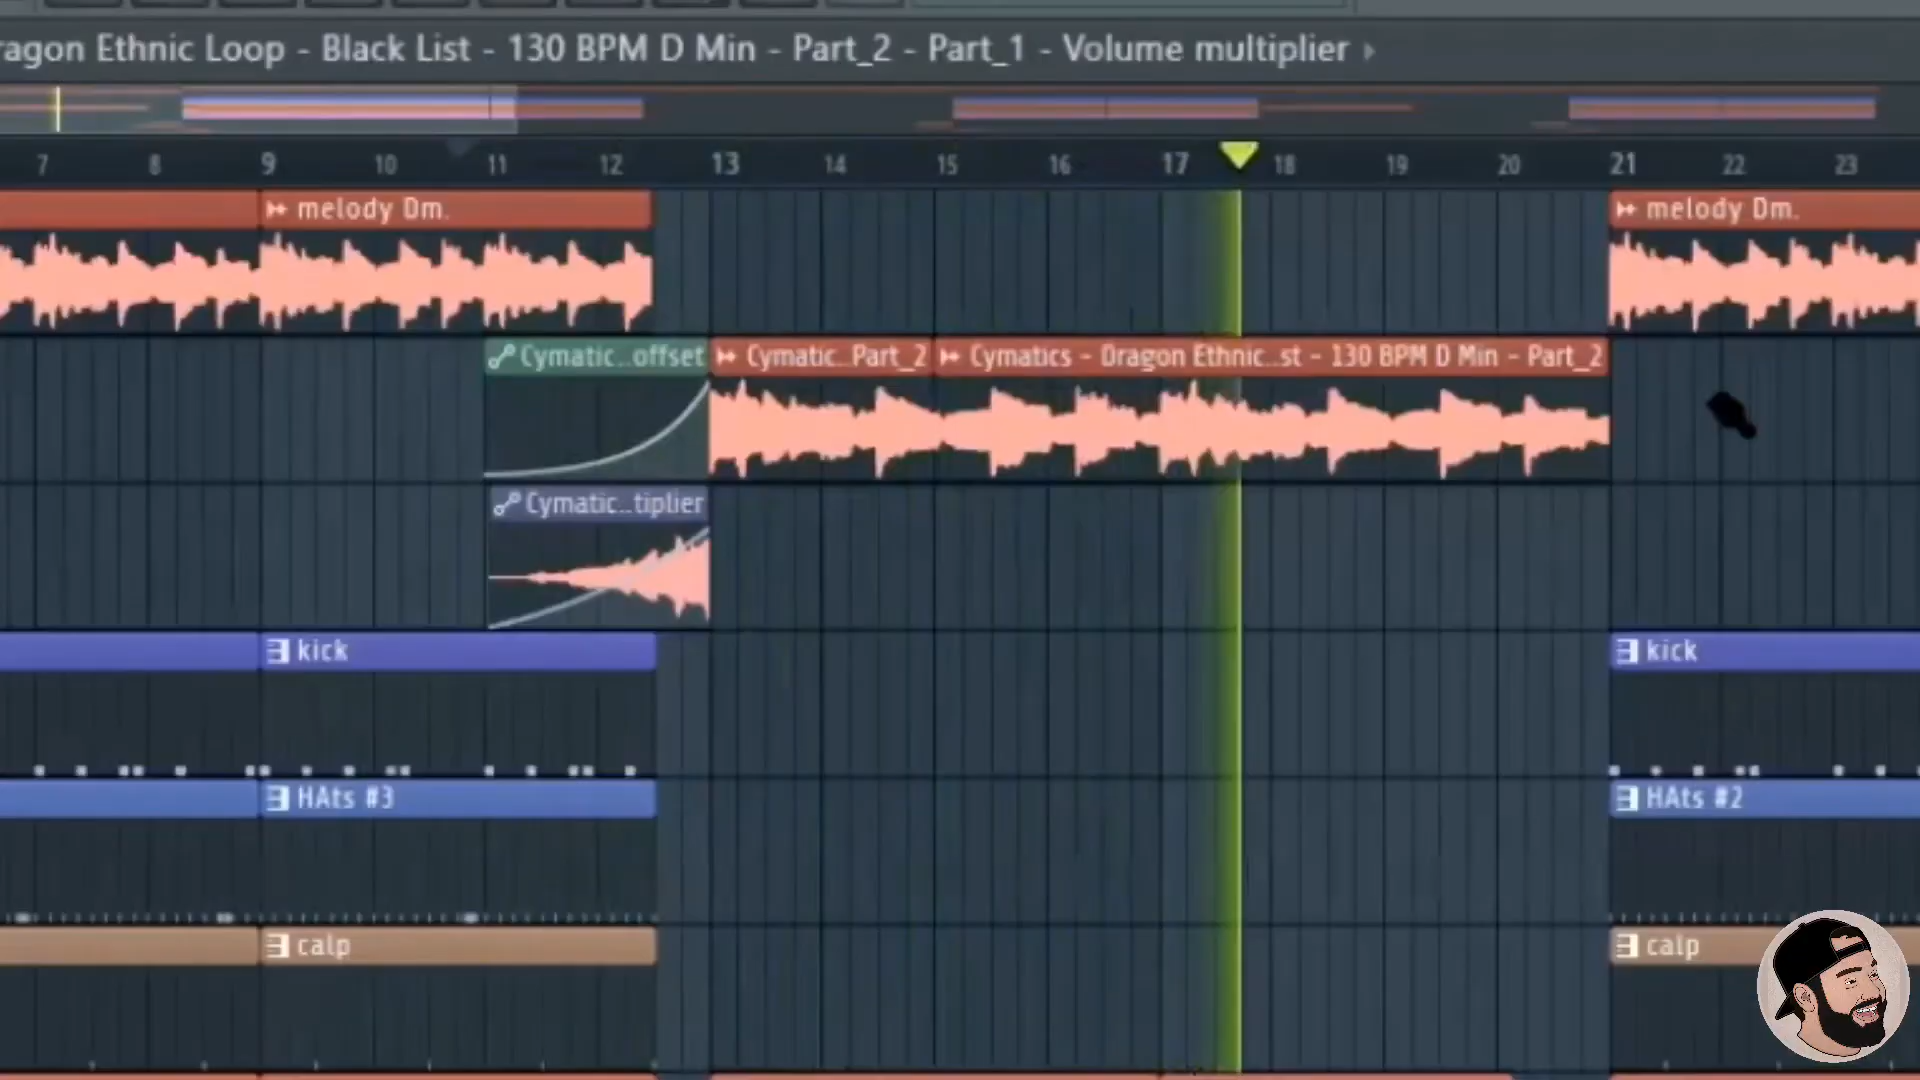 ragon Ethnic Loop - Black List - 130 BPM D Min - Part_2 - Part_1 - Volume multiplier
7 8 9 10 11 12 13 14 15 16 17 18 19 20 21 22 23
melody Dm. melody Dm.
Cymatic...offset Cymatic...Part_2 Cymatics - Dragon Ethnic...st - 130 BPM D Min - Part_2
Cymatic...tiplier
kick kick
HAts #3 HAts #2
calp calp